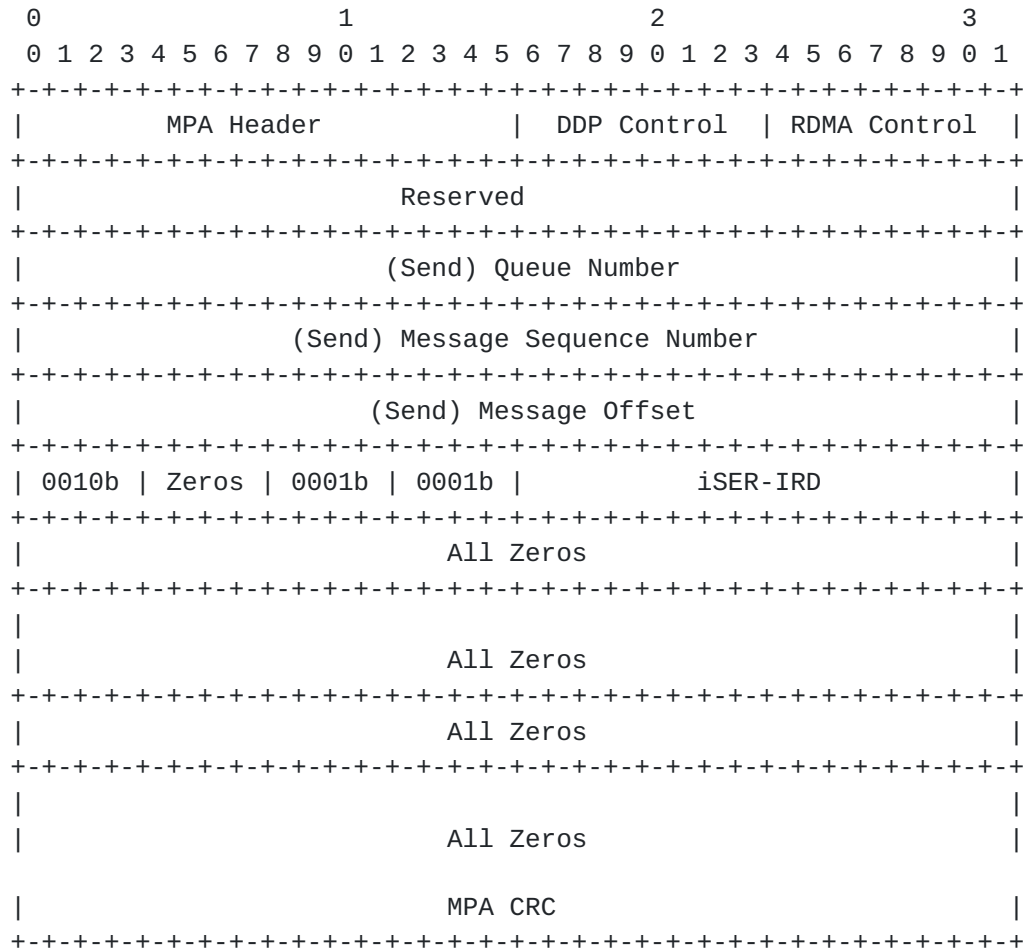 0                   1                   2                   3
 0 1 2 3 4 5 6 7 8 9 0 1 2 3 4 5 6 7 8 9 0 1 2 3 4 5 6 7 8 9 0 1
+-+-+-+-+-+-+-+-+-+-+-+-+-+-+-+-+-+-+-+-+-+-+-+-+-+-+-+-+-+-+-+-+
|         MPA Header            |  DDP Control  | RDMA Control  |
+-+-+-+-+-+-+-+-+-+-+-+-+-+-+-+-+-+-+-+-+-+-+-+-+-+-+-+-+-+-+-+-+
|                        Reserved                               |
+-+-+-+-+-+-+-+-+-+-+-+-+-+-+-+-+-+-+-+-+-+-+-+-+-+-+-+-+-+-+-+-+
|                       (Send) Queue Number                     |
+-+-+-+-+-+-+-+-+-+-+-+-+-+-+-+-+-+-+-+-+-+-+-+-+-+-+-+-+-+-+-+-+
|                 (Send) Message Sequence Number                |
+-+-+-+-+-+-+-+-+-+-+-+-+-+-+-+-+-+-+-+-+-+-+-+-+-+-+-+-+-+-+-+-+
|                      (Send) Message Offset                    |
+-+-+-+-+-+-+-+-+-+-+-+-+-+-+-+-+-+-+-+-+-+-+-+-+-+-+-+-+-+-+-+-+
| 0010b | Zeros | 0001b | 0001b |           iSER-IRD            |
+-+-+-+-+-+-+-+-+-+-+-+-+-+-+-+-+-+-+-+-+-+-+-+-+-+-+-+-+-+-+-+-+
|                           All Zeros                           |
+-+-+-+-+-+-+-+-+-+-+-+-+-+-+-+-+-+-+-+-+-+-+-+-+-+-+-+-+-+-+-+-+
|                                                               |
|                           All Zeros                           |
+-+-+-+-+-+-+-+-+-+-+-+-+-+-+-+-+-+-+-+-+-+-+-+-+-+-+-+-+-+-+-+-+
|                           All Zeros                           |
+-+-+-+-+-+-+-+-+-+-+-+-+-+-+-+-+-+-+-+-+-+-+-+-+-+-+-+-+-+-+-+-+
|                                                               |
|                           All Zeros                           |

|                           MPA CRC                             |
+-+-+-+-+-+-+-+-+-+-+-+-+-+-+-+-+-+-+-+-+-+-+-+-+-+-+-+-+-+-+-+-+